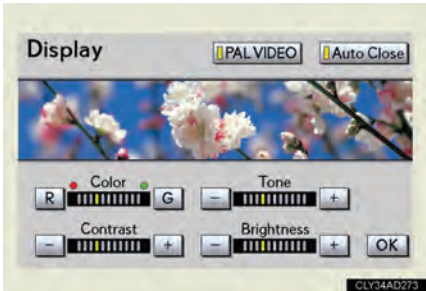 Display
PAL VIDEO
Auto Close
Color
Tone
R
G
-
+
Contrast
Brightness
-
+
-
+
OK
CLY34AD273